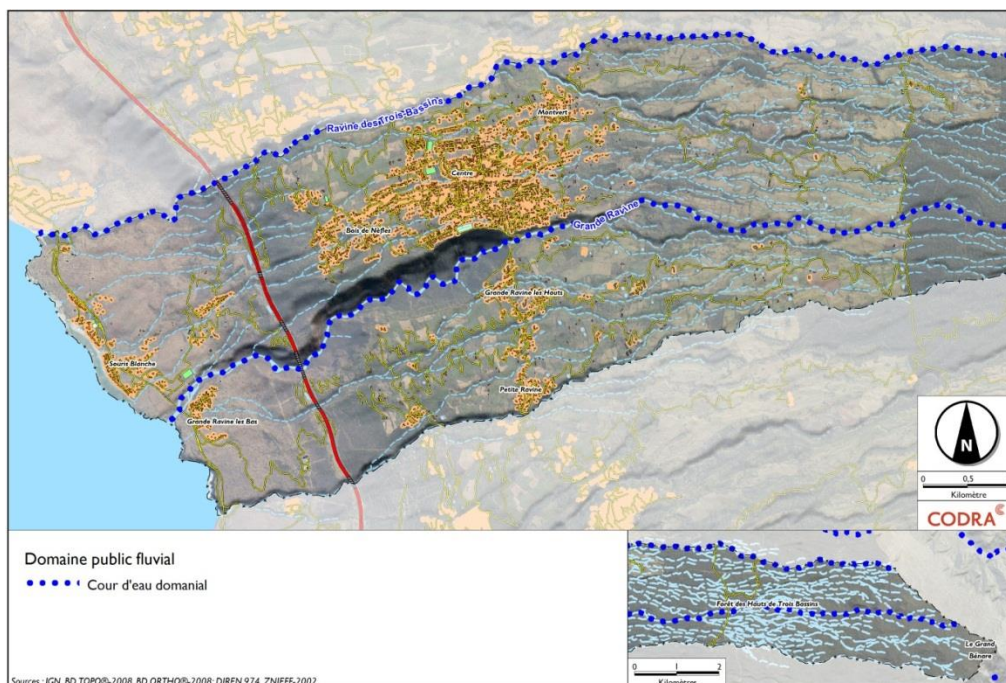 Ravine des Trois Bassins
Montvert
Centre
Bois de Nèfles
Grande Ravine
Grande Ravine les Hauts
Souris Blanche
Petite Ravine
Grande Ravine les Bas
N
0 0,5
Kilomètre
CODRA
Domaine public fluvial
Cour d'eau domanial
Forêt des Hauts de Trois Bassins
Le Grand
Bénare
0 1 2
Kilomètres
Sources : IGN, BD TOPO®-2008, BD ORTHO®-2008; DIREN 974, ZNIEFF-2002